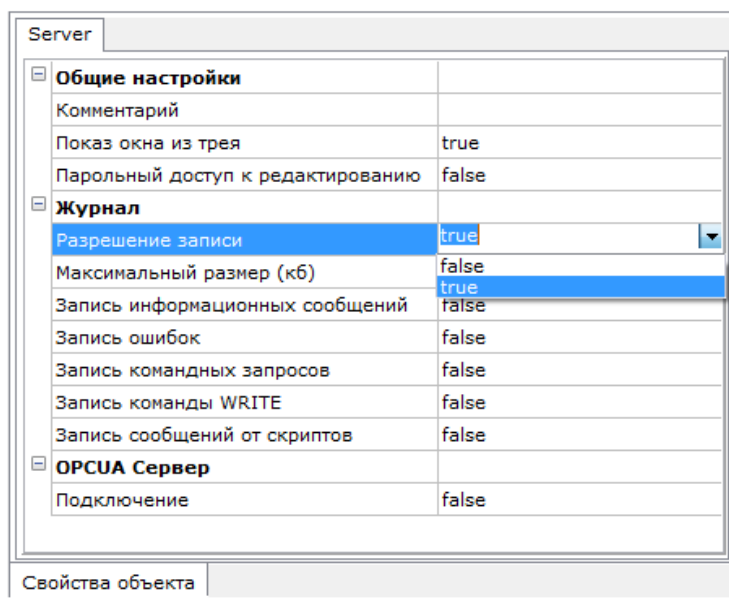 Server
Общие настройки
Комментарий
Показ окна из трея true
Парольный доступ к редактированию false
Журнал
Разрешение записи true
false
Максимальный размер (кб)
true
Запись информационных сообщений false
Запись ошибок false
Запись командных запросов false
Запись команды WRITE false
Запись сообщений от скриптов false
OPCUA Сервер
Подключение false
Свойства объекта